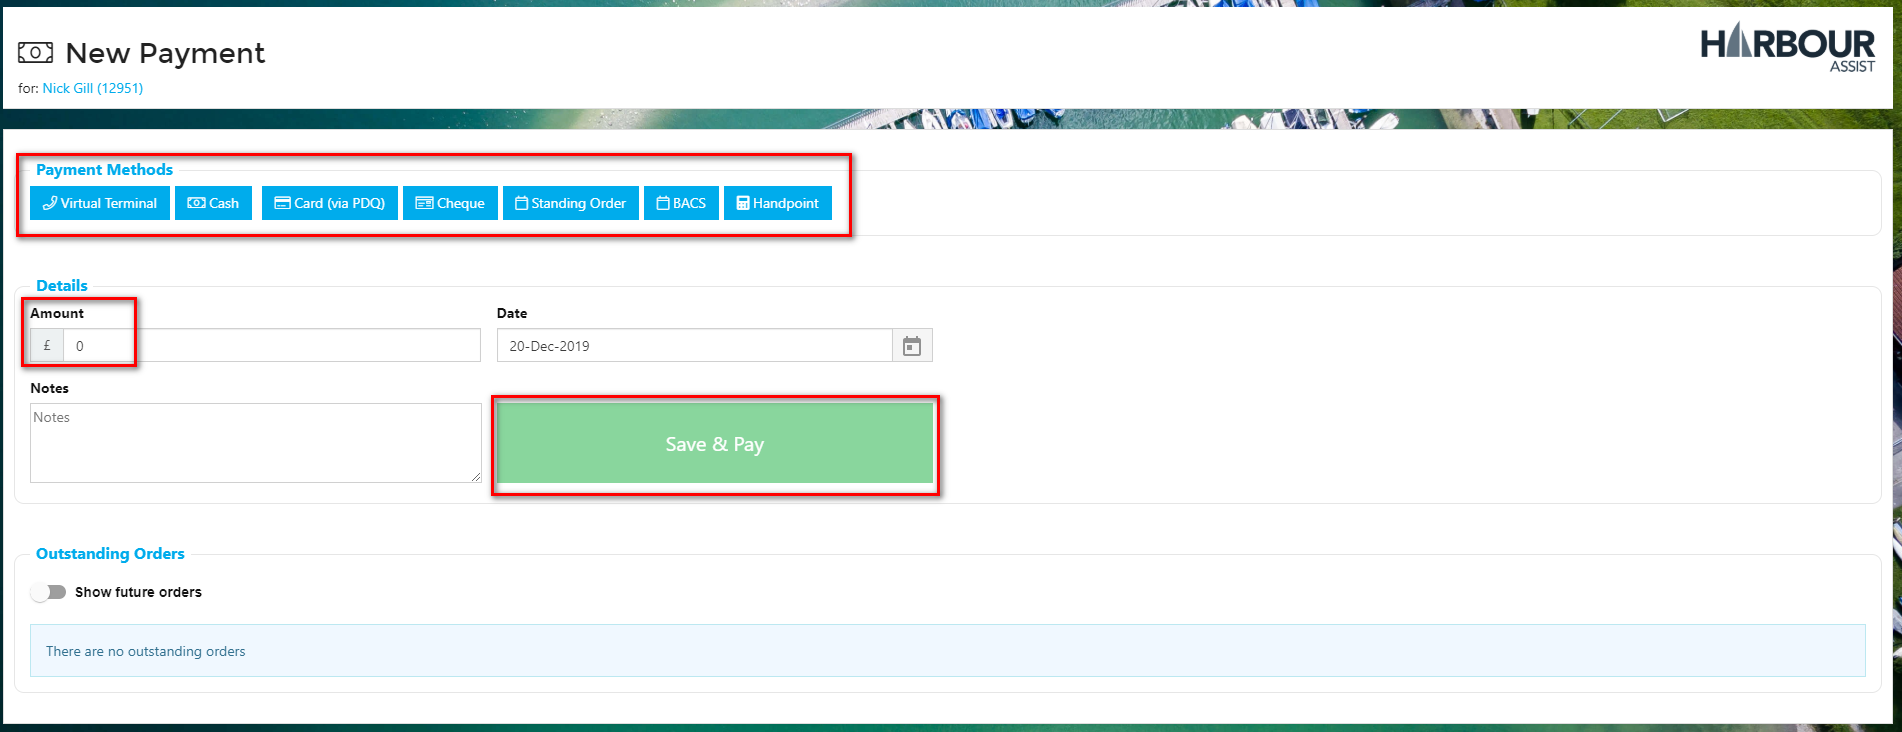 New Payment
HARBOUR
ASSIST
for: Nick Gill (12951)
Payment Methods
Virtual Terminal Cash Card (via PDQ) Cheque Standing Order BACS Handpoint
Details
Amount Date
£ 0 20-Dec-2019
Notes
Notes
Save & Pay
Outstanding Orders
Show future orders
There are no outstanding orders